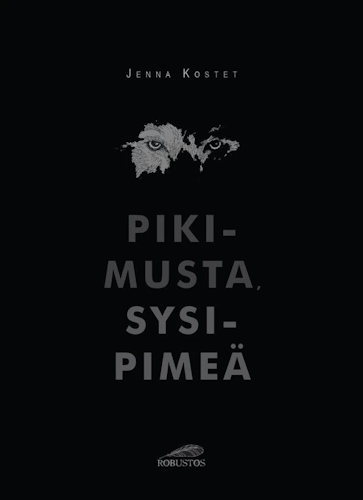 JENNA KOSTET
PIKI-
MUSTA,
SYSI-
PIMEÄ
ROBUSTOS